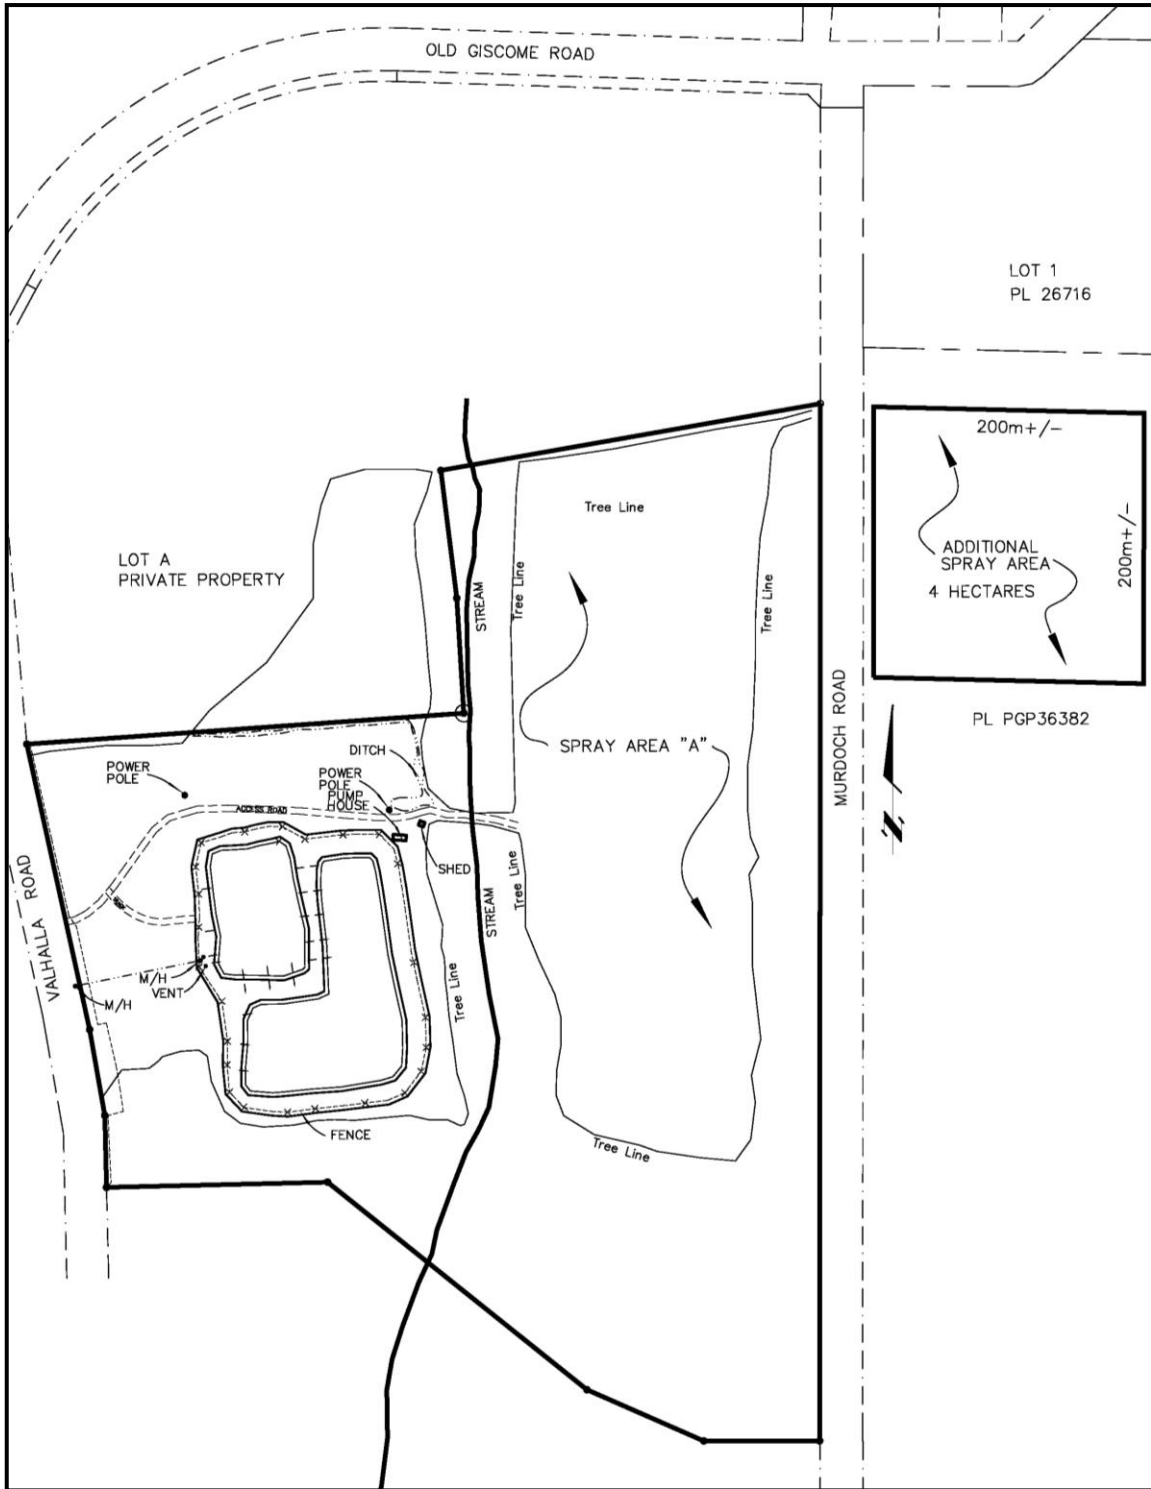 OLD GISCOME ROAD
LOT 1
PL 26716
200m+/-
200m+/-
ADDITIONAL
SPRAY AREA
4 HECTARES
PL PGP36382
Tree Line
LOT A
PRIVATE PROPERTY
STREAM
Tree Line
Tree Line
MURDOCH ROAD
SPRAY AREA "A"
DITCH
POWER
POLE
POWER
POLE
PUMP
HOUSE
ACCESS ROAD
SHED
VALHALLA ROAD
Tree Line
STREAM
M/H
VENT
M/H
Tree Line
FENCE
Tree Line
N